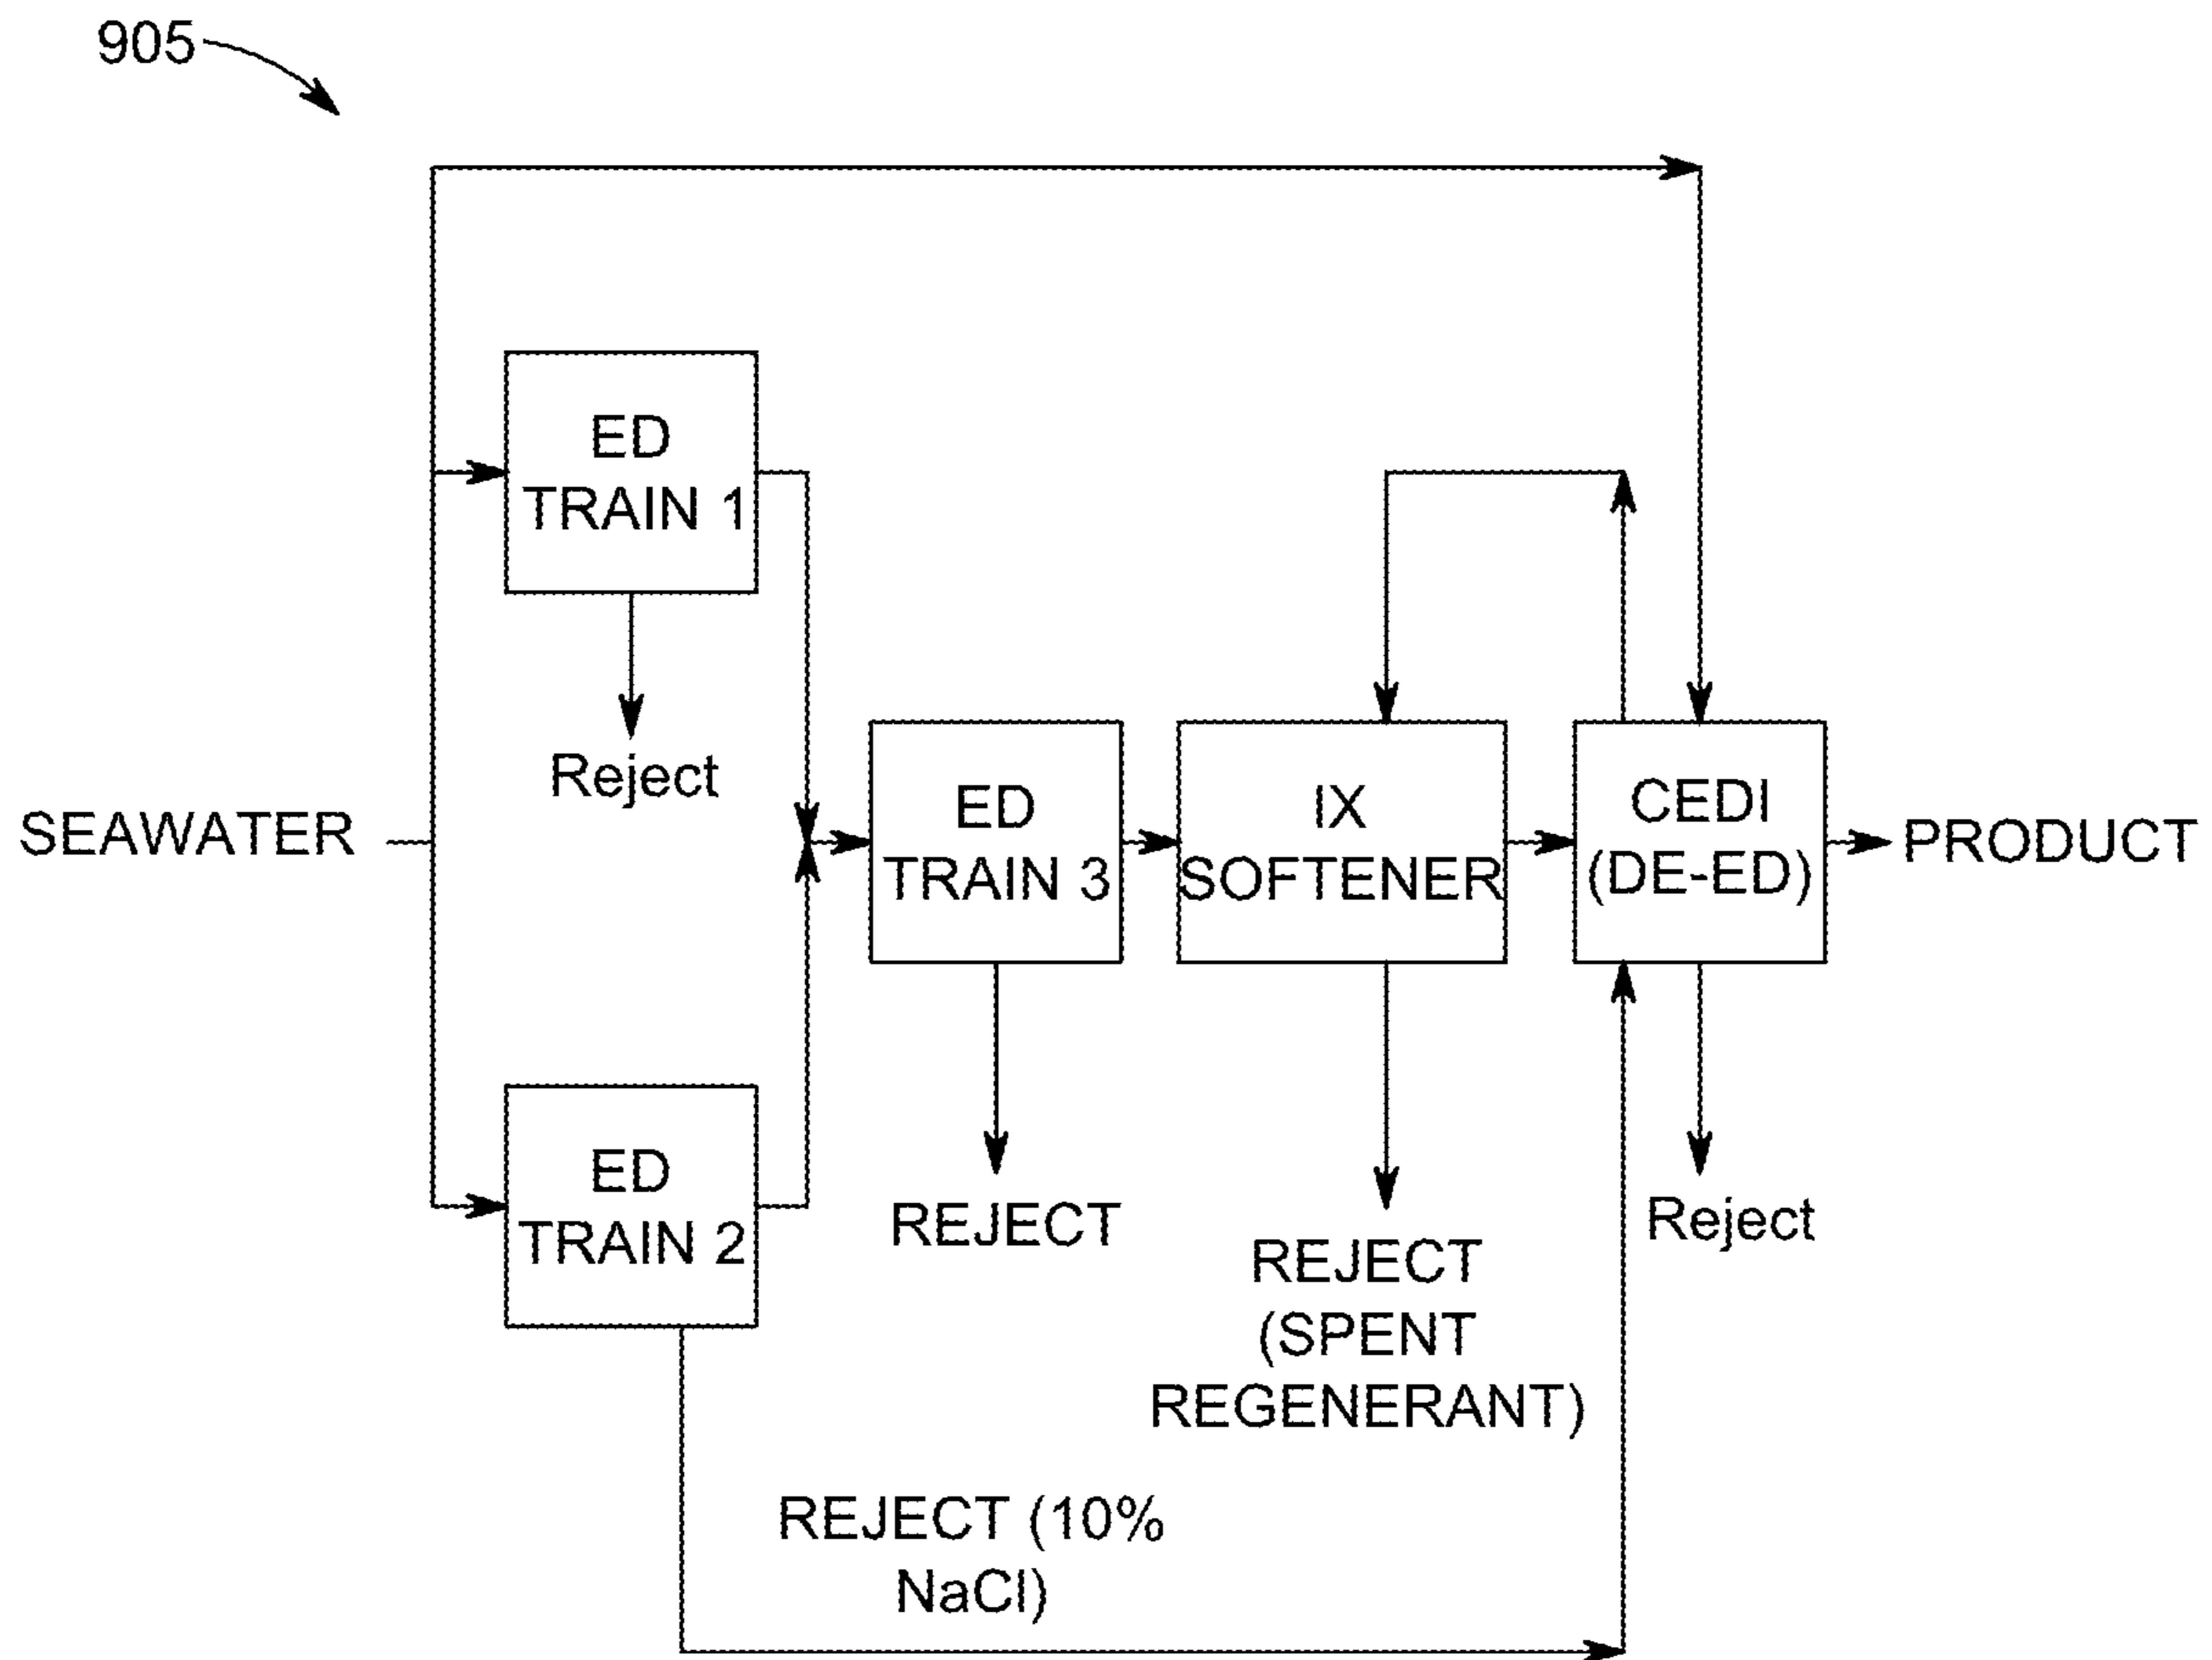 905
ED
TRAIN 1
Reject
SEAWATER
ED
TRAIN 3
IX
SOFTENER
CEDI
(DE-ED)
PRODUCT
ED
TRAIN 2
REJECT
REJECT
(SPENT
REGENERANT)
Reject
REJECT (10%
NaCl)